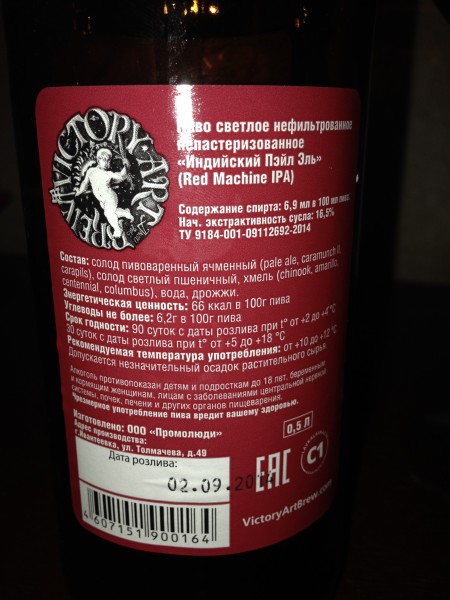 VICTORY ART BREW
пиво светлое нефильтрованное
непастеризованное
«Индийский Пэйл Эль»
(Red Machine IPA)
Содержание спирта: 6,9 мл в 100 мл пива.
Нач. экстрактивность сусла: 16,5%
ТУ 9184-001-09112692-2014
Состав: солод пивоваренный ячменный (pale ale, caramunch II,
carapils), солод светлый пшеничный, хмель (chinook, amarillo,
centennial, columbus), вода, дрожжи.
Энергетическая ценность: 66 ккал в 100г пива
Углеводы не более: 6,2г в 100г пива
Срок годности: 90 суток с даты розлива при t° от +2 до +4°C
30 суток с даты розлива при t° от +5 до +18 °C
Рекомендуемая температура употребления: от +10 до +12 °C
Допускается незначительный осадок растительного сырья.
Алкоголь противопоказан детям и подросткам до 18 лет, беременным
и кормящим женщинам, лицам с заболеваниями центральной нервной
системы, почек, печени и других органов пищеварения.
Чрезмерное употребление пива вредит вашему здоровью.
Изготовлено: ООО «Промолюди»
Адрес производства:
г.Ивантеевка, ул. Толмачева, д.49
0,5 Л
Дата розлива:
02.09.2014
EAC
C1
4 607151 900164
VictoryArtBrew.com